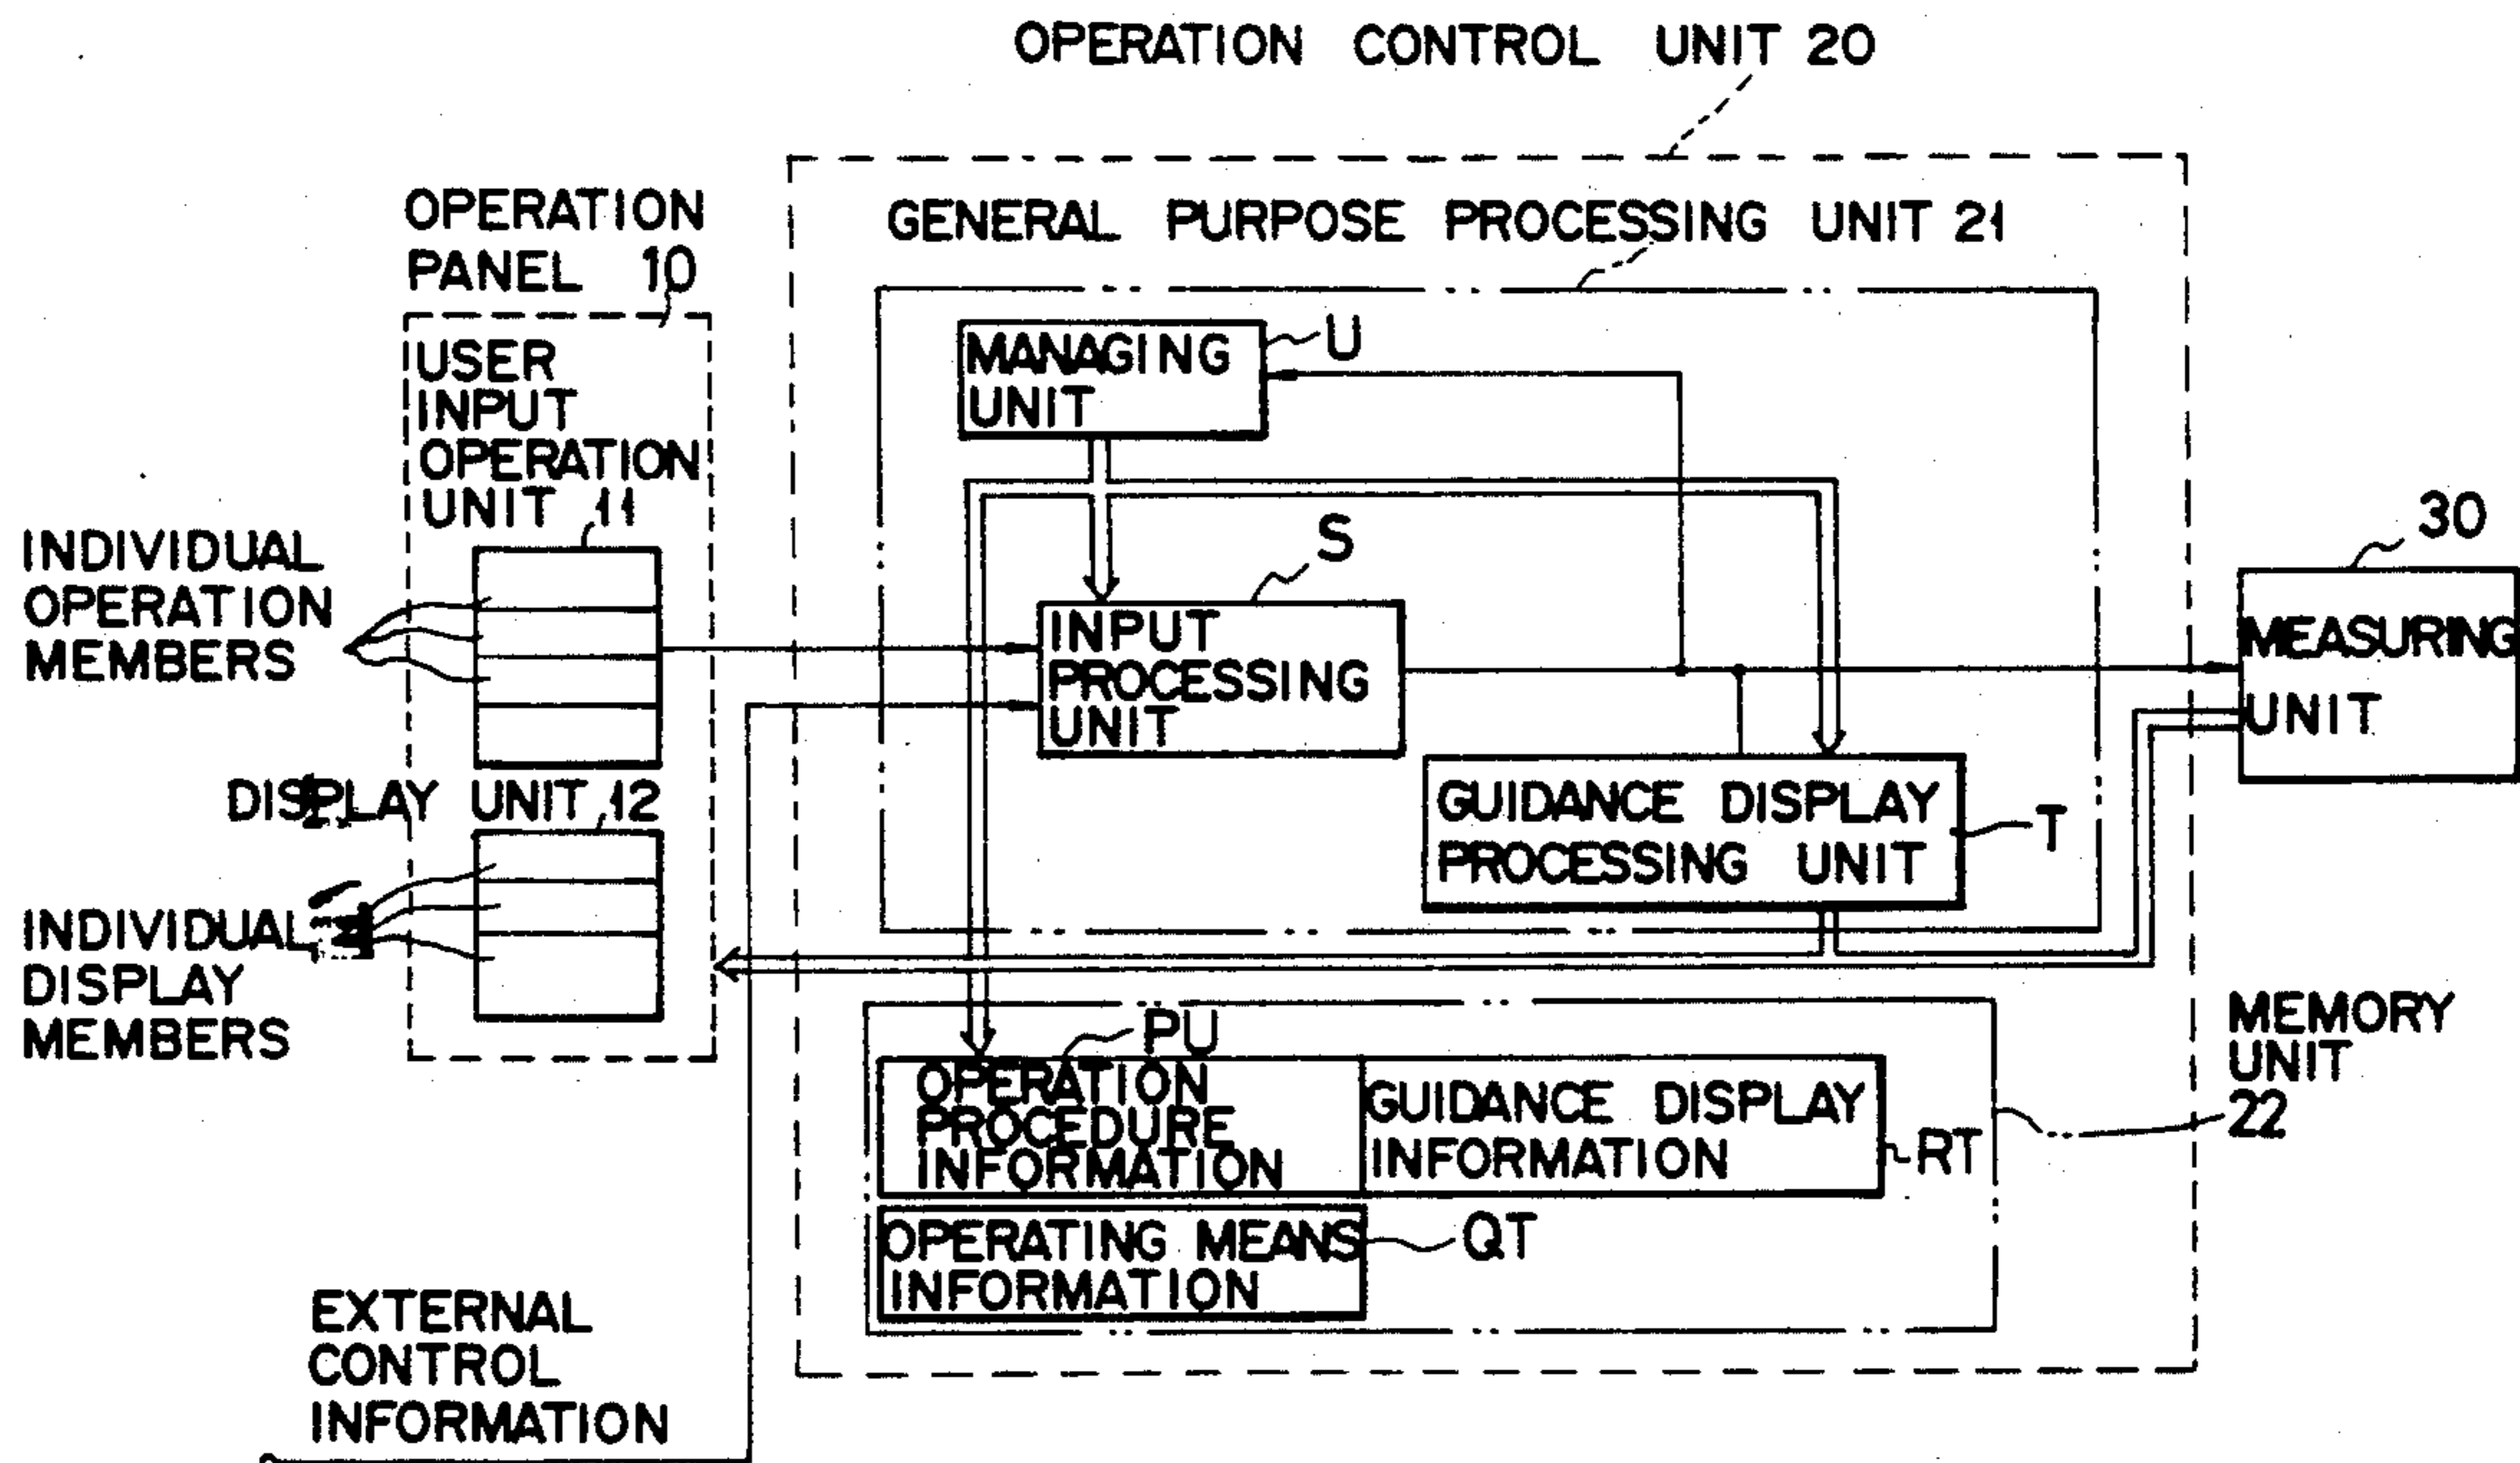 OPERATION CONTROL UNIT 20
GENERAL PURPOSE PROCESSING UNIT 21
OPERATION
PANEL 10
USER
INPUT
OPERATION
UNIT 11
INDIVIDUAL
OPERATION
MEMBERS
DISPLAY UNIT 12
INDIVIDUAL
DISPLAY
MEMBERS
EXTERNAL
CONTROL
INFORMATION
MANAGING
UNIT
U
S
INPUT
PROCESSING
UNIT
GUIDANCE DISPLAY
PROCESSING UNIT
T
30
MEASURING
UNIT
PU
OPERATION
PROCEDURE
INFORMATION
GUIDANCE DISPLAY
INFORMATION
RT
OPERATING MEANS
INFORMATION
QT
MEMORY
UNIT
22